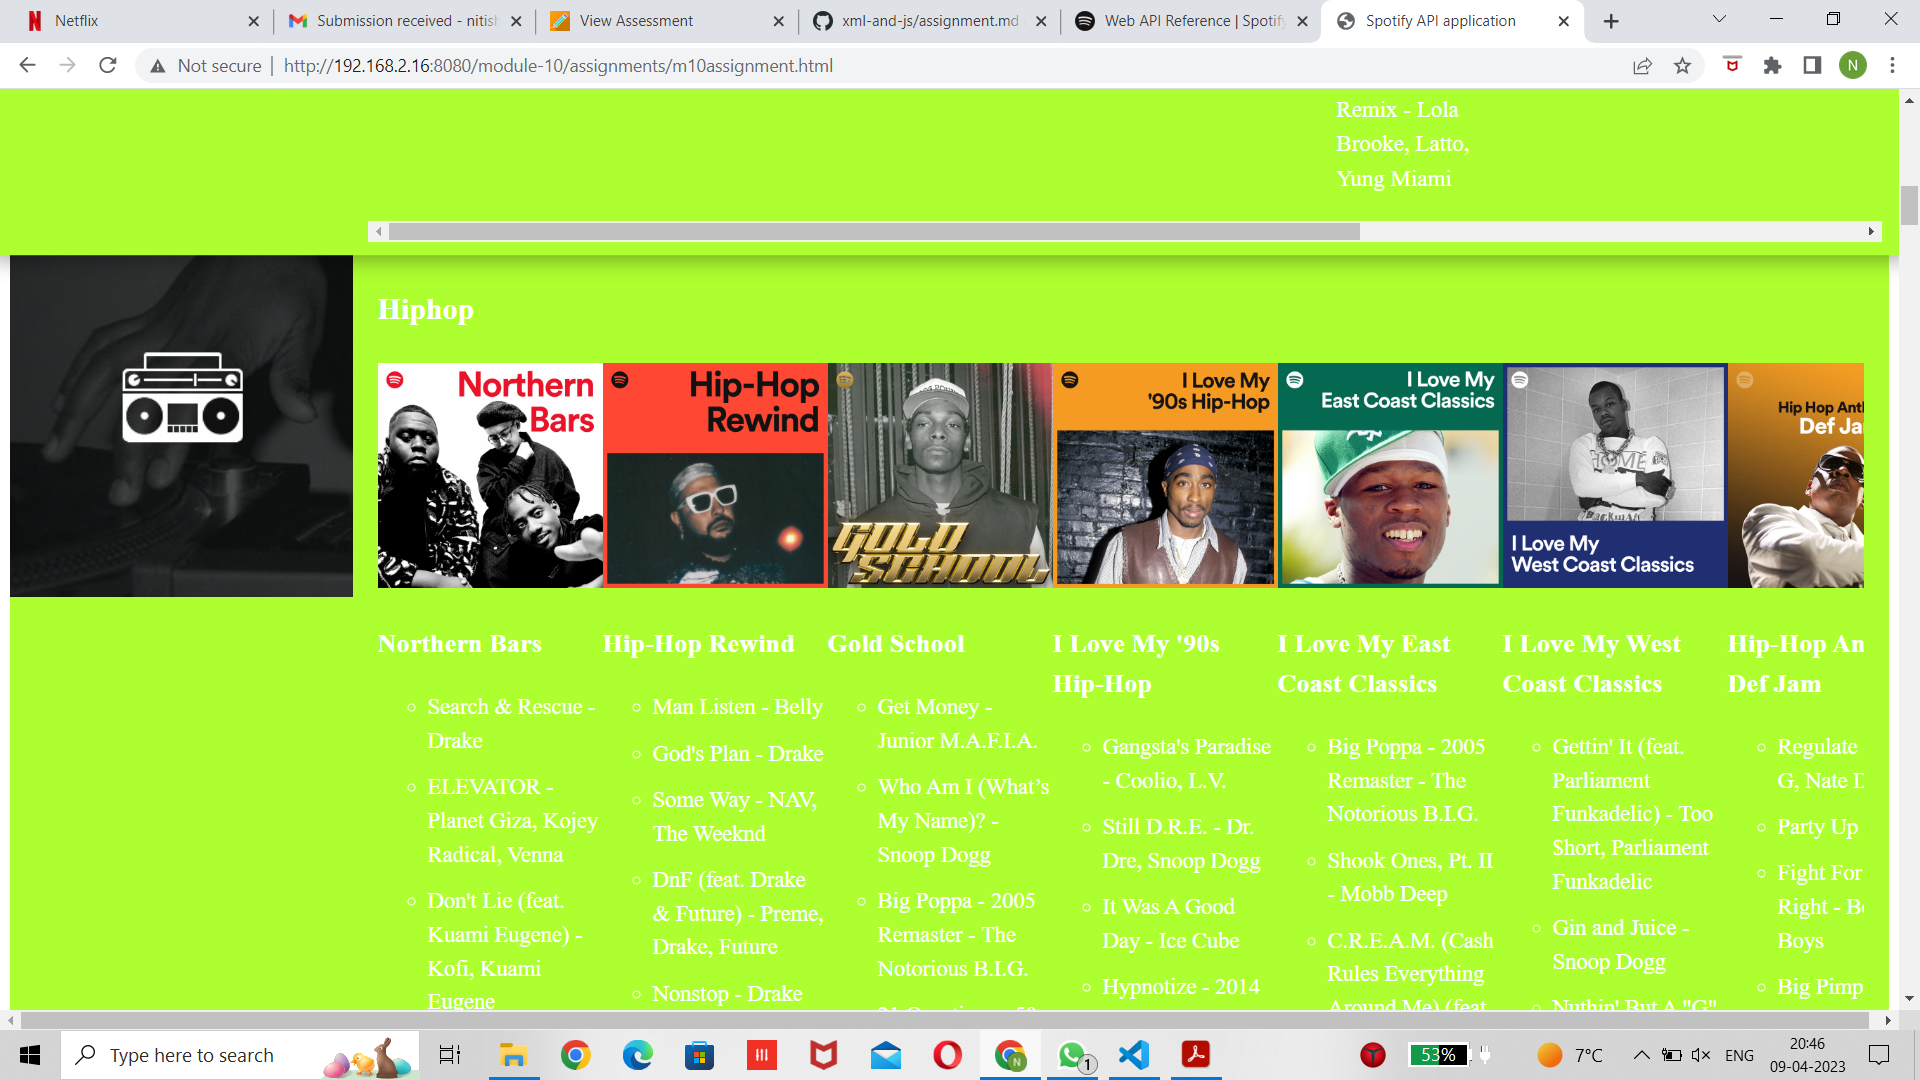 Netflix
Submission received - nitish
View Assessment
xml-and-js/assignment.md
Web API Reference | Spotify
Spotify API application
Not secure | http://192.168.2.16:8080/module-10/assignments/m10assignment.html
N
Remix - Lola
Brooke, Latto,
Yung Miami
Hiphop
Northern
Bars
Hip-Hop
Rewind
GOLD
SCHOOL
I Love My
'90s Hip-Hop
I Love My
East Coast Classics
I Love My
West Coast Classics
Hip Hop Anth
Def Ja
Northern Bars
Search & Rescue -
Drake
ELEVATOR -
Planet Giza, Kojey
Radical, Venna
Don't Lie (feat.
Kuami Eugene) -
Kofi, Kuami
Eugene
Hip-Hop Rewind
Man Listen - Belly
God's Plan - Drake
Some Way - NAV,
The Weeknd
DnF (feat. Drake
& Future) - Preme,
Drake, Future
Nonstop - Drake
Gold School
Get Money -
Junior M.A.F.I.A.
Who Am I (What’s
My Name)? -
Snoop Dogg
Big Poppa - 2005
Remaster - The
Notorious B.I.G.
I Love My '90s
Hip-Hop
Gangsta's Paradise
- Coolio, L.V.
Still D.R.E. - Dr.
Dre, Snoop Dogg
It Was A Good
Day - Ice Cube
Hypnotize - 2014
I Love My East
Coast Classics
Big Poppa - 2005
Remaster - The
Notorious B.I.G.
Shook Ones, Pt. II
- Mobb Deep
C.R.E.A.M. (Cash
Rules Everything
Around Me) (feat.
I Love My West
Coast Classics
Gettin' It (feat.
Parliament
Funkadelic) - Too
$hort, Parliament
Funkadelic
Gin and Juice -
Snoop Dogg
Nuthin' But A "G"
Hip-Hop An
Def Jam
Regulate
G, Nate D
Party Up
Fight For
Right - Be
Boys
Big Pimp
Type here to search
N
1
53%
7°C
ENG
20:46
09-04-2023